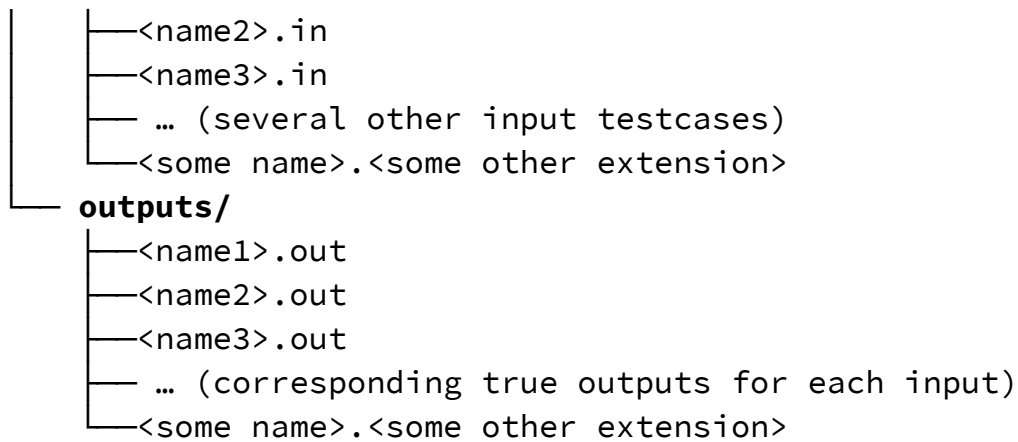 │   ├──<name2>.in
│   ├──<name3>.in
│   ├── … (several other input testcases)
│   └──<some name>.<some other extension>
└── outputs/
    ├──<name1>.out
    ├──<name2>.out
    ├──<name3>.out
    ├── … (corresponding true outputs for each input)
    └──<some name>.<some other extension>